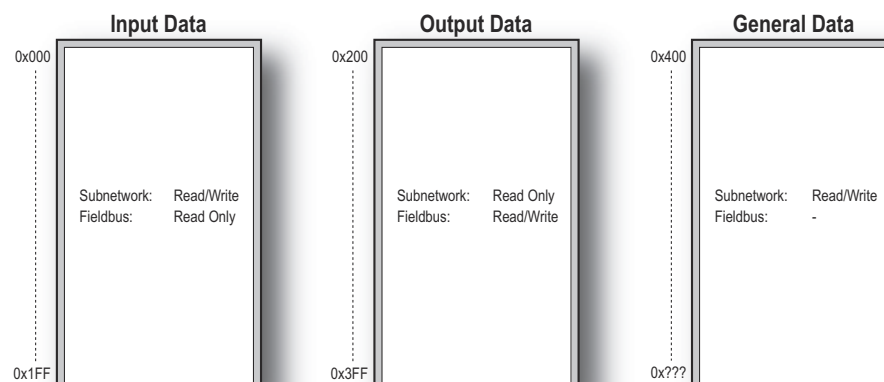 Input Data
0x000
Subnetwork: Read/Write
Fieldbus: Read Only
0x1FF
Output Data
0x200
Subnetwork: Read Only
Fieldbus: Read/Write
0x3FF
General Data
0x400
Subnetwork: Read/Write
Fieldbus: -
0x???